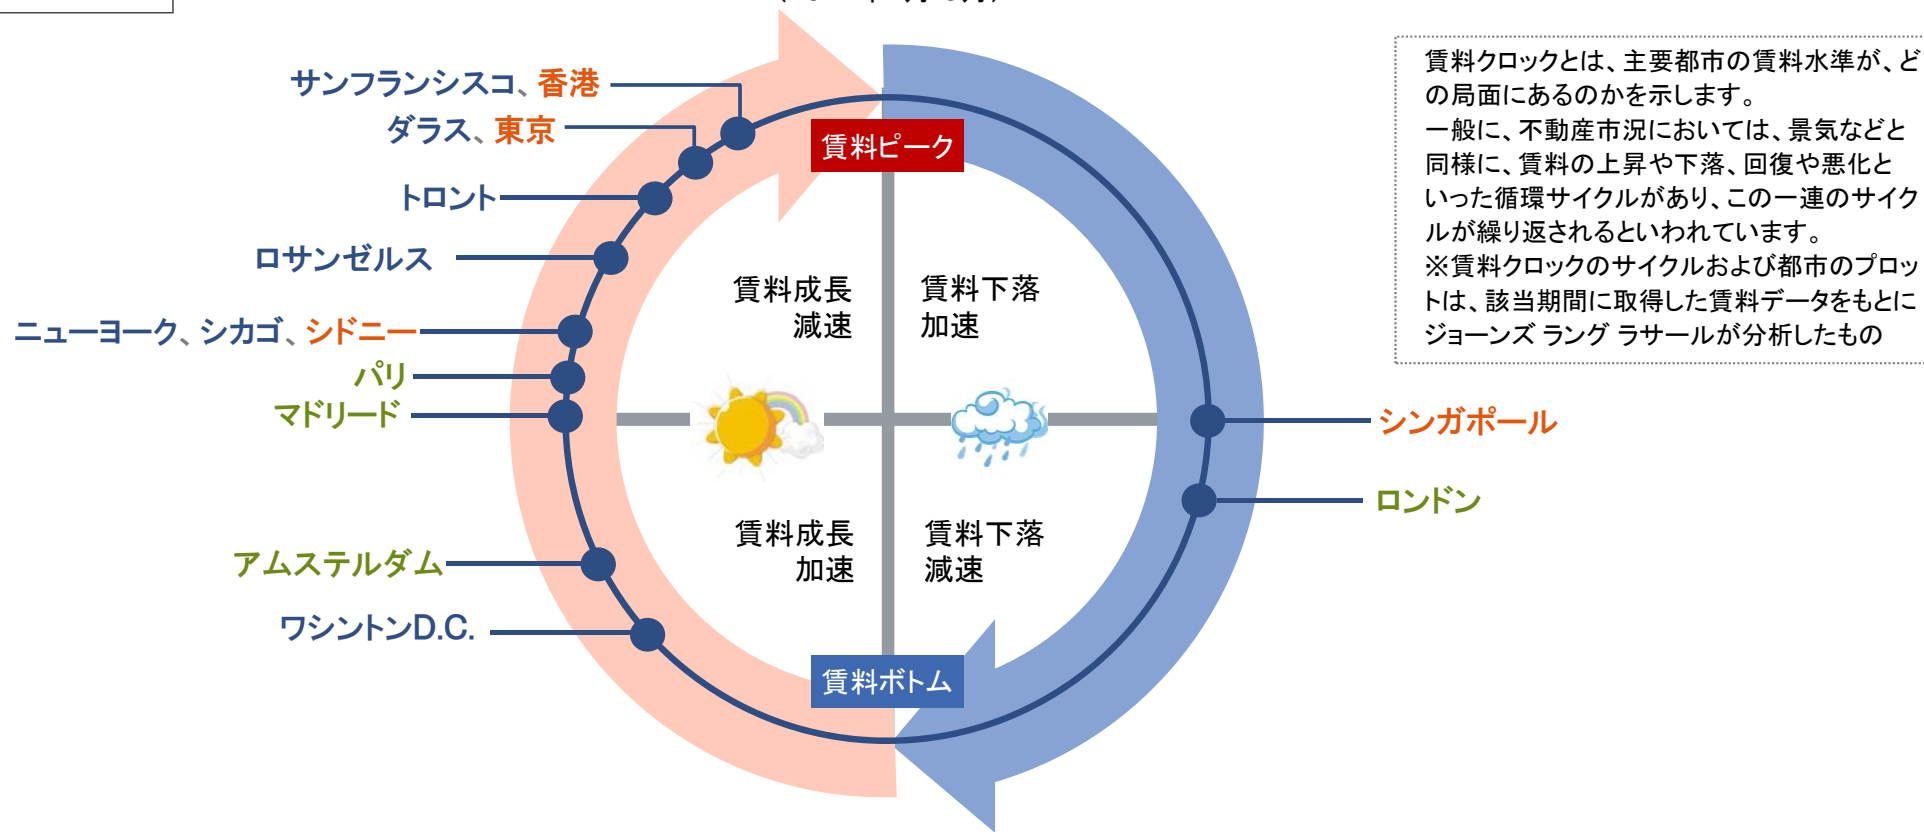 サンフランシスコ、香港
ダラス、東京
トロント
ロサンゼルス
ニューヨーク、シカゴ、シドニー
パリ
マドリード
アムステルダム
ワシントンD.C.
賃料ピーク
賃料成長
減速
賃料下落
加速
賃料成長
加速
賃料下落
減速
賃料ボトム
シンガポール
ロンドン
賃料クロックとは、主要都市の賃料水準が、ど
の局面にあるのかを示します。
一般に、不動産市況においては、景気などと
同様に、賃料の上昇や下落、回復や悪化と
いった循環サイクルがあり、この一連のサイク
ルが繰り返されるといわれています。
※賃料クロックのサイクルおよび都市のプロッ
トは、該当期間に取得した賃料データをもとに
ジョーンズ ラング ラサールが分析したもの